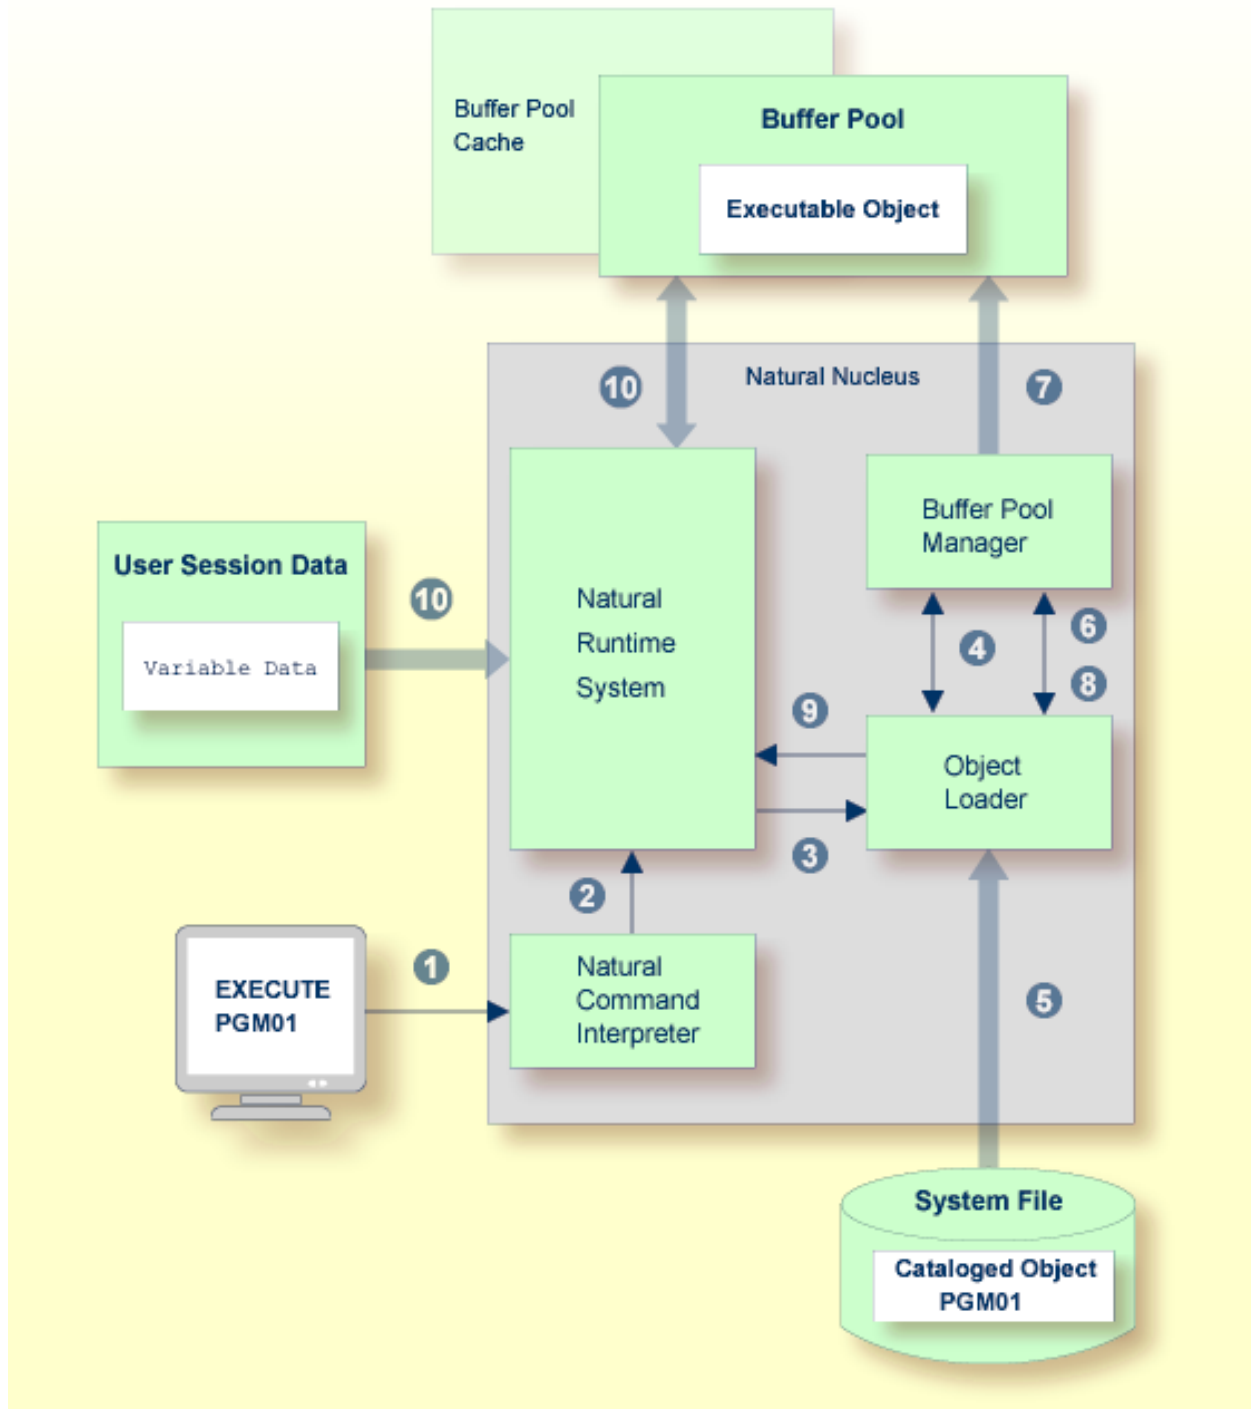 Buffer Pool
Cache
Buffer Pool
Executable Object
Natural Nucleus
10
7
Buffer Pool
Manager
User Session Data
Variable Data
10
Natural
Runtime
System
4
6
8
9
3
Object
Loader
2
EXECUTE
PGM01
1
Natural
Command
Interpreter
5
System File
Cataloged Object
PGM01